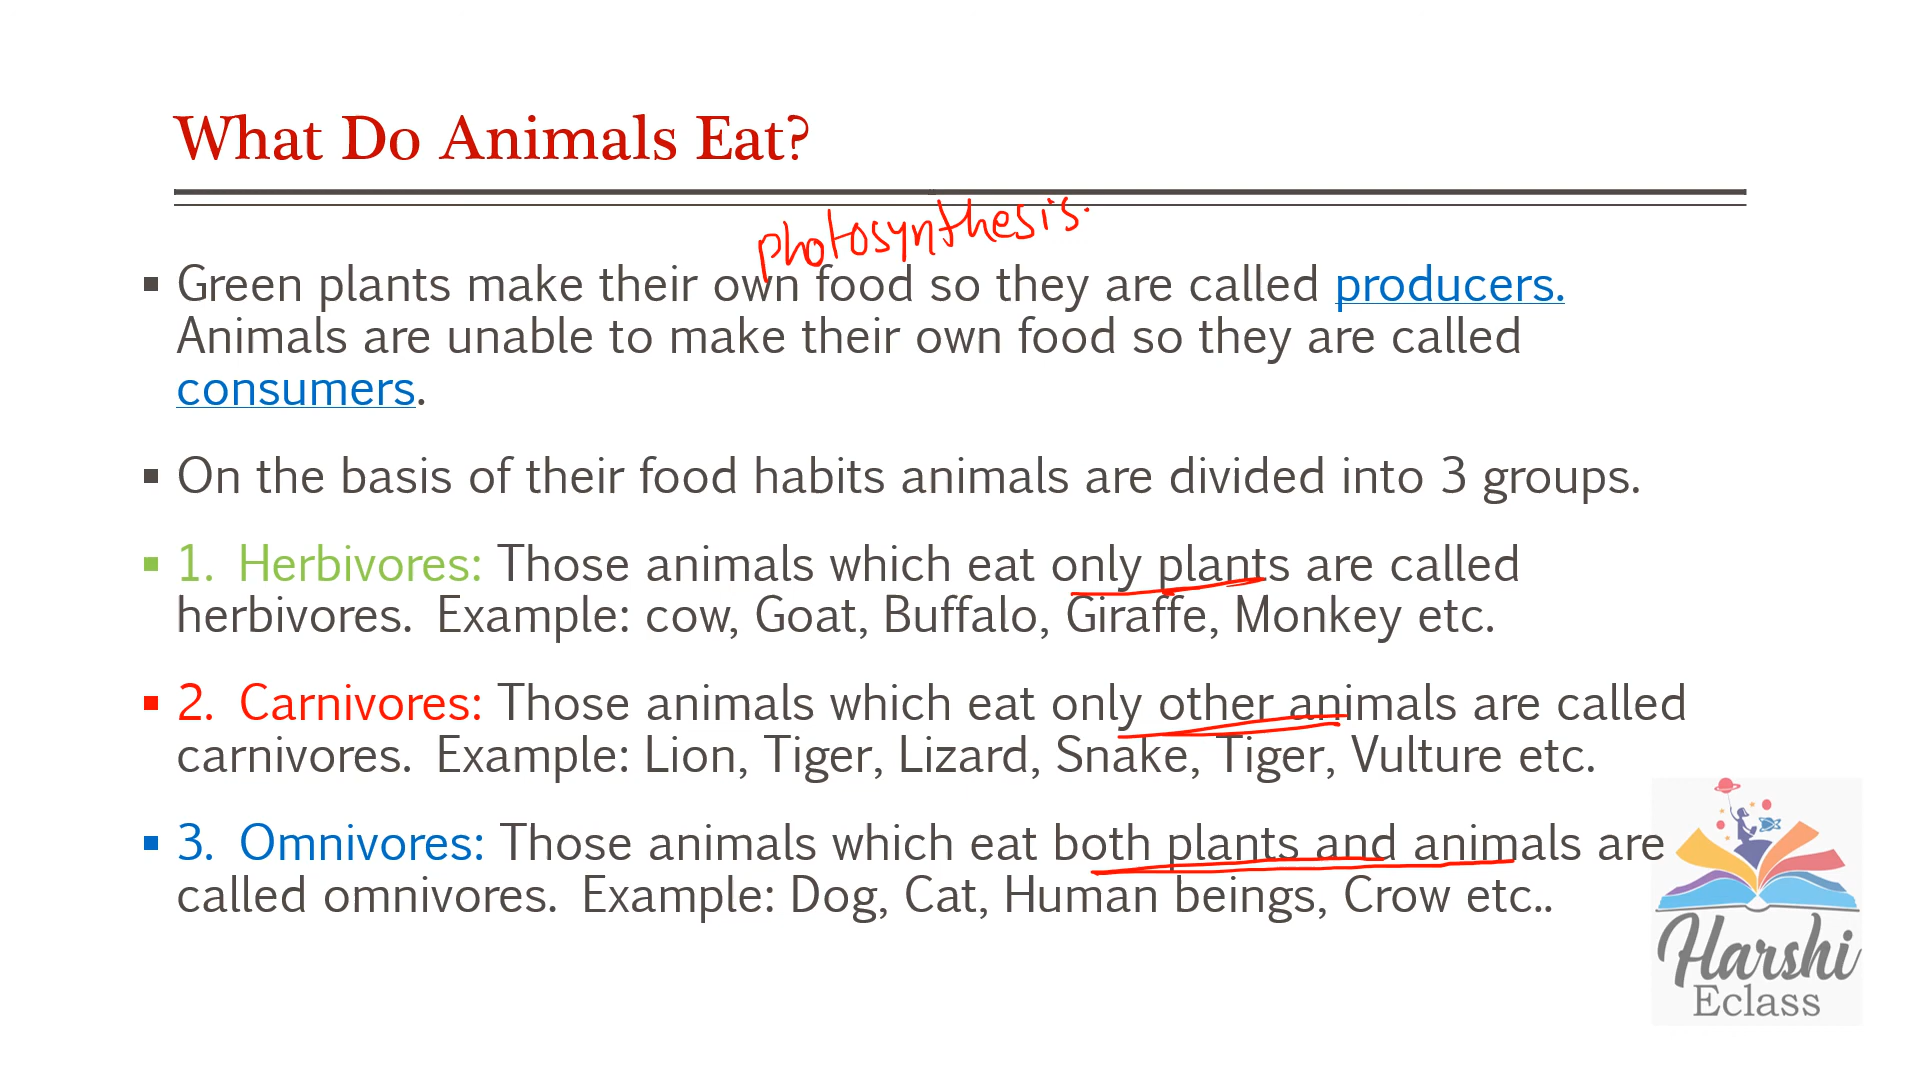 What Do Animals Eat?
photosynthesis.
▪ Green plants make their own food so they are called producers.
Animals are unable to make their own food so they are called
consumers.
▪ On the basis of their food habits animals are divided into 3 groups.
▪ 1. Herbivores: Those animals which eat only plants are called
herbivores. Example: cow, Goat, Buffalo, Giraffe, Monkey etc.
▪ 2. Carnivores: Those animals which eat only other animals are called
carnivores. Example: Lion, Tiger, Lizard, Snake, Tiger, Vulture etc.
▪ 3. Omnivores: Those animals which eat both plants and animals are
called omnivores. Example: Dog, Cat, Human beings, Crow etc..
Harshi
Eclass